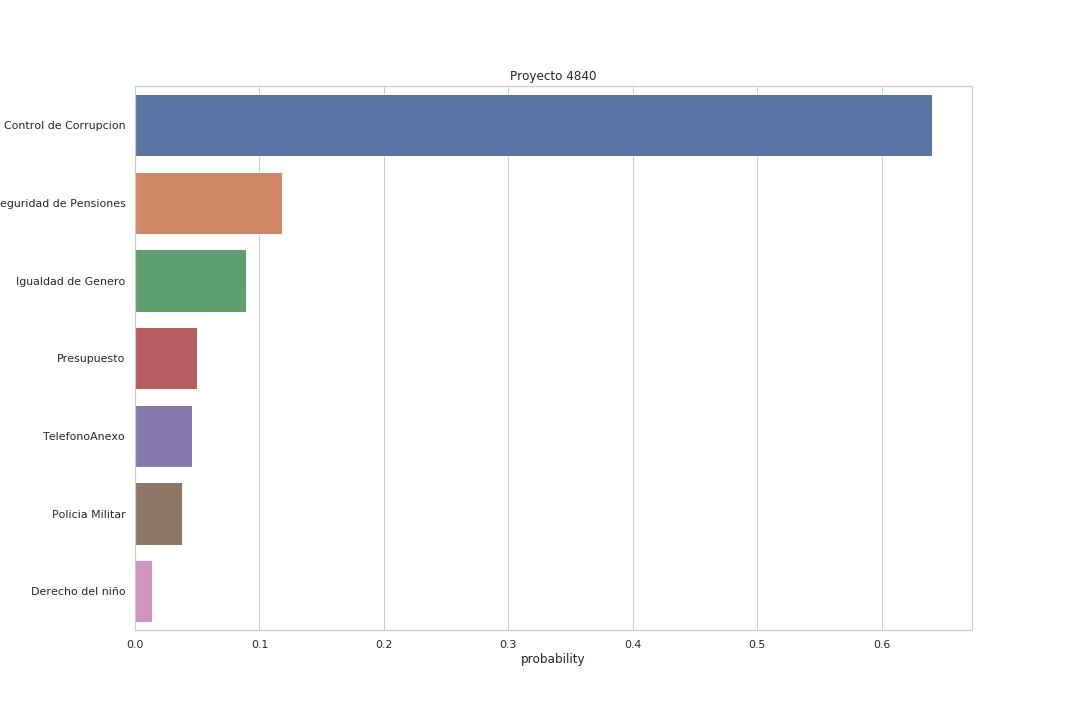 Proyecto 4840
Control de Corrupcion
eguridad de Pensiones
Igualdad de Genero
Presupuesto
TelefonoAnexo
Policia Militar
Derecho del niño
0.0 0.1 0.2 0.3 0.4 0.5 0.6
probability